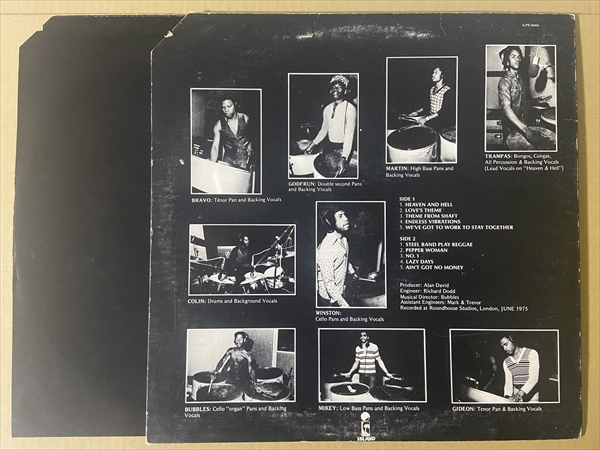 BRAVO: Tenor Pan and Backing Vocals
GODFRUN: Double second Pans
and Backing Vocals
MARTIN: High Bass Pans and
Backing Vocals
TRAMPAS: Bongos, Congas,
All Percussion & Backing Vocals
(Lead Vocals on "Heaven & Hell")
SIDE 1
1. HEAVEN AND HELL
2. LOVE'S THEME
3. THEME FROM SHAFT
4. ENDLESS VIBRATIONS
5. WE'VE GOT TO WORK TO STAY TOGETHER
SIDE 2
1. STEEL BAND PLAY REGGAE
2. PEPPER WOMAN
3. NO. 1
4. LAZY DAYS
5. AIN'T GOT NO MONEY
COLIN: Drums and Background Vocals
WINSTON:
Cello Pans and Backing Vocals
Producer: Alan David
Engineer: Richard Dodd
Musical Director: Bubbles
Assistant Engineers: Mark & Trevor
Recorded at Roundhouse Studios, London, JUNE 1975
BUBBLES: Cello "organ" Pans and Backing
Vocals
MIKEY: Low Bass Pans and Backing Vocals
GIDEON: Tenor Pan & Backing Vocals
ISLAND